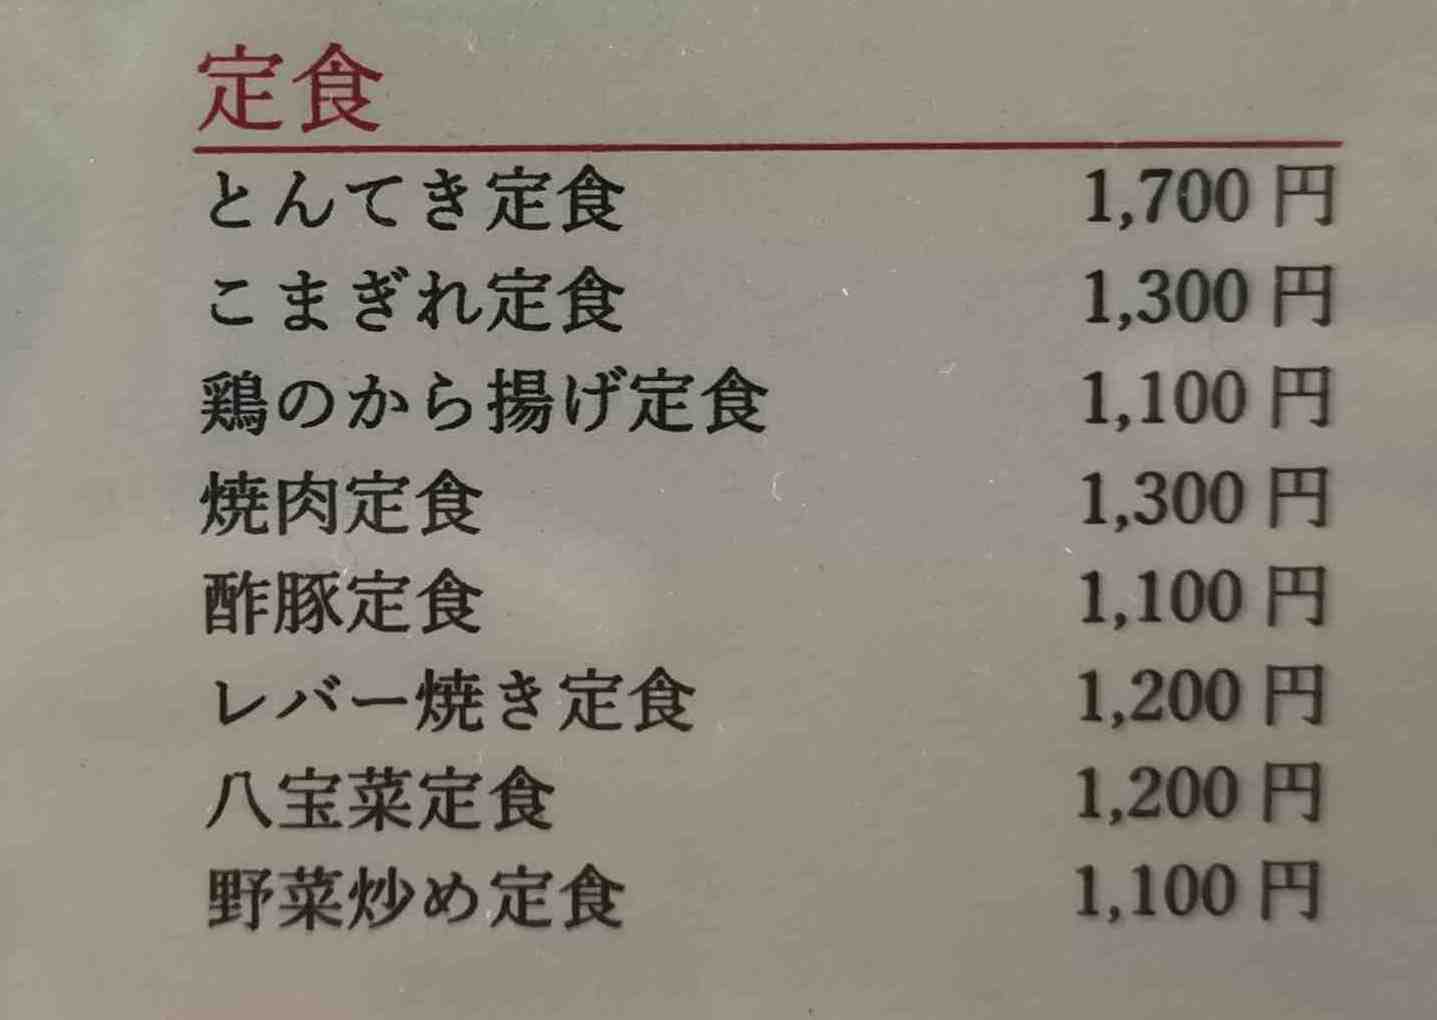 定食
とんてき定食 1,700 円
こまぎれ定食 1,300 円
鶏のから揚げ定食 1,100 円
焼肉定食 1,300 円
酢豚定食 1,100 円
レバー焼き定食 1,200 円
八宝菜定食 1,200 円
野菜炒め定食 1,100 円